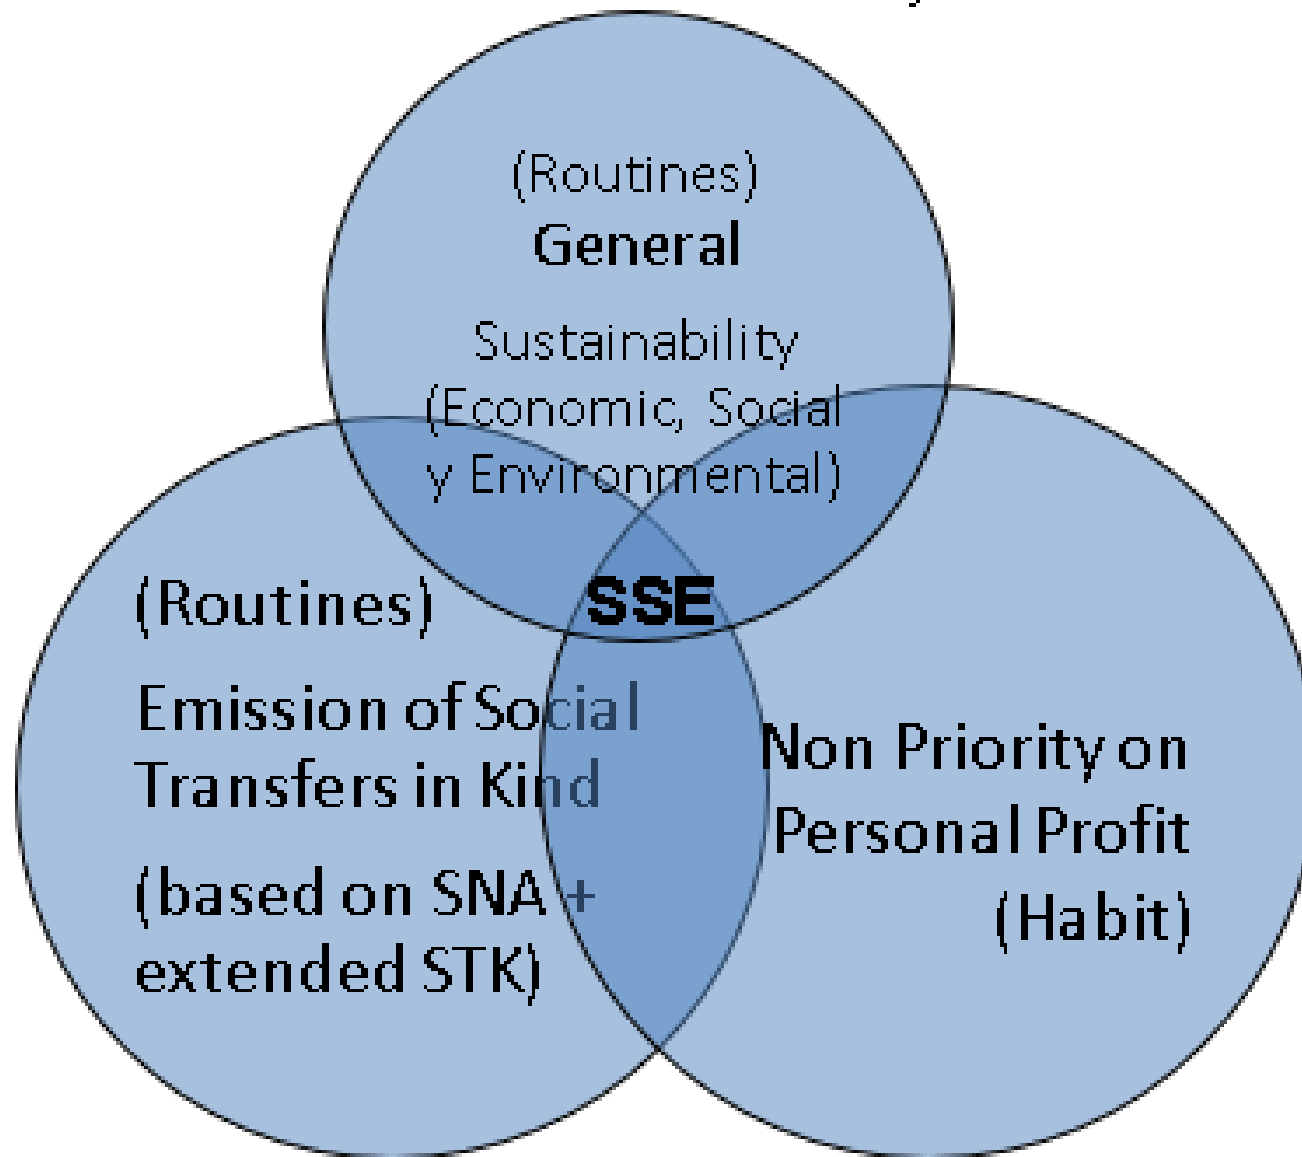 (Routines)
General
Sustainability
(Economic, Social
y Environmental)
SSE
(Routines)
Emission of Social
Transfers in Kind
(based on SNA +
extended STK)
Non Priority on
Personal Profit
(Habit)